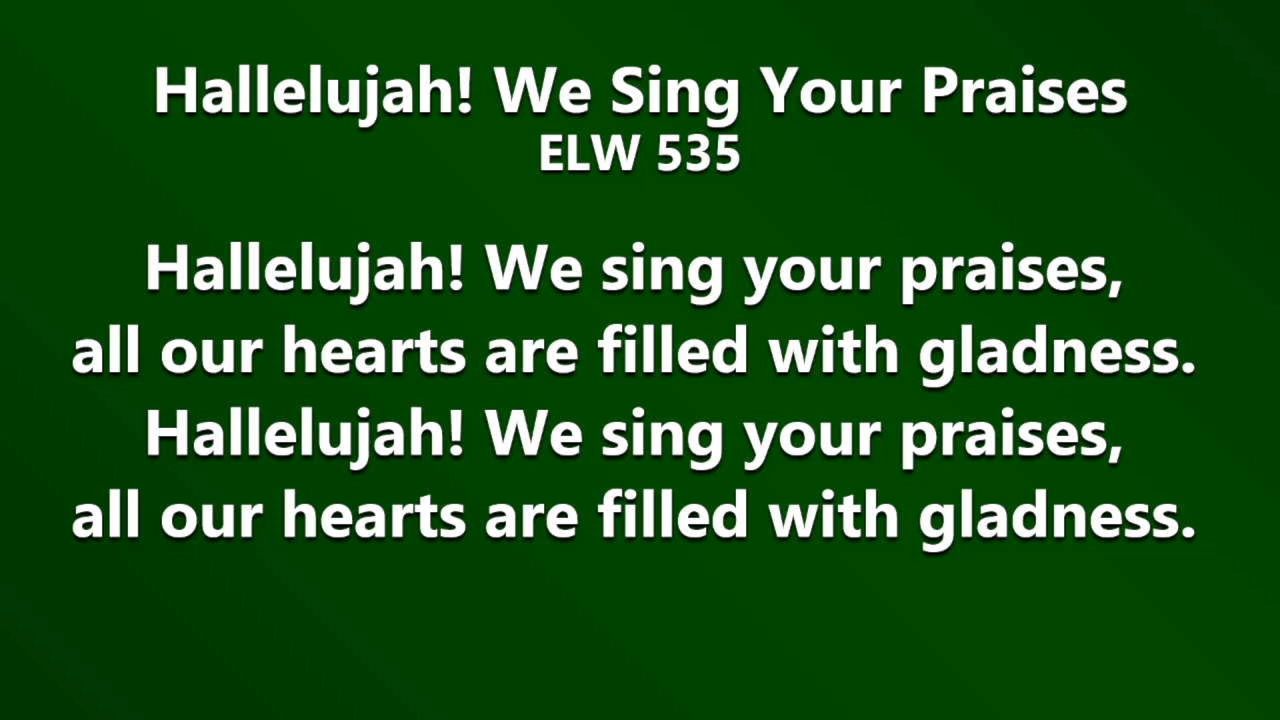 Hallelujah! We Sing Your Praises
ELW 535
Hallelujah! We sing your praises,
all our hearts are filled with gladness.
Hallelujah! We sing your praises,
all our hearts are filled with gladness.